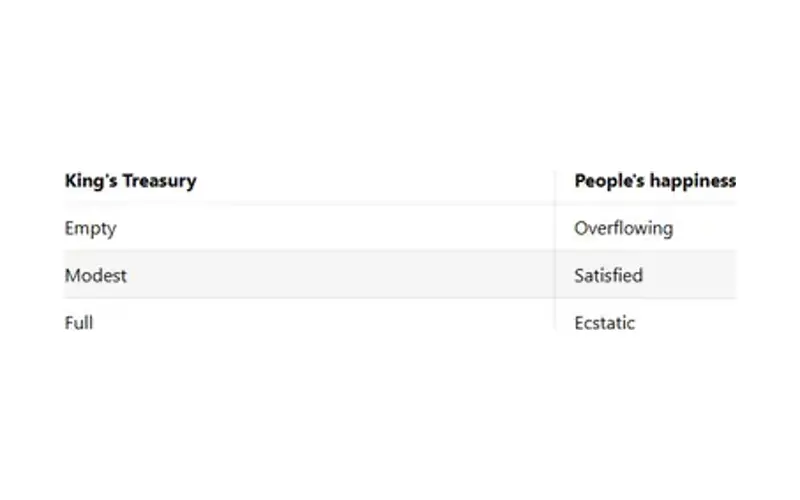 King's Treasury People's happiness
Empty Overflowing
Modest Satisfied
Full Ecstatic